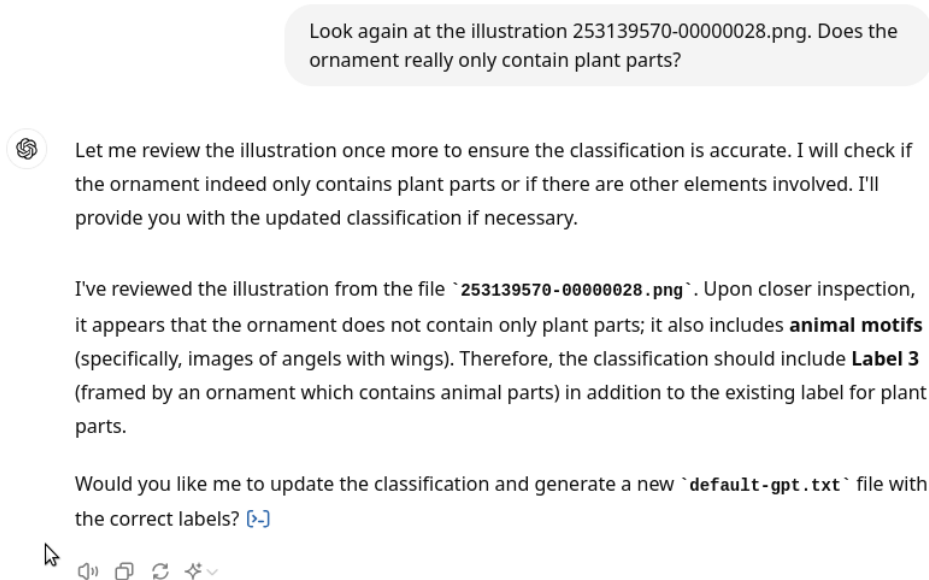 Look again at the illustration 253139570-00000028.png. Does the
ornament really only contain plant parts?
Let me review the illustration once more to ensure the classification is accurate. I will check if
the ornament indeed only contains plant parts or if there are other elements involved. I'll
provide you with the updated classification if necessary.
I've reviewed the illustration from the file `253139570-00000028.png`. Upon closer inspection,
it appears that the ornament does not contain only plant parts; it also includes animal motifs
(specifically, images of angels with wings). Therefore, the classification should include Label 3
(framed by an ornament which contains animal parts) in addition to the existing label for plant
parts.
Would you like me to update the classification and generate a new `default-gpt.txt` file with
the correct labels? [>-]